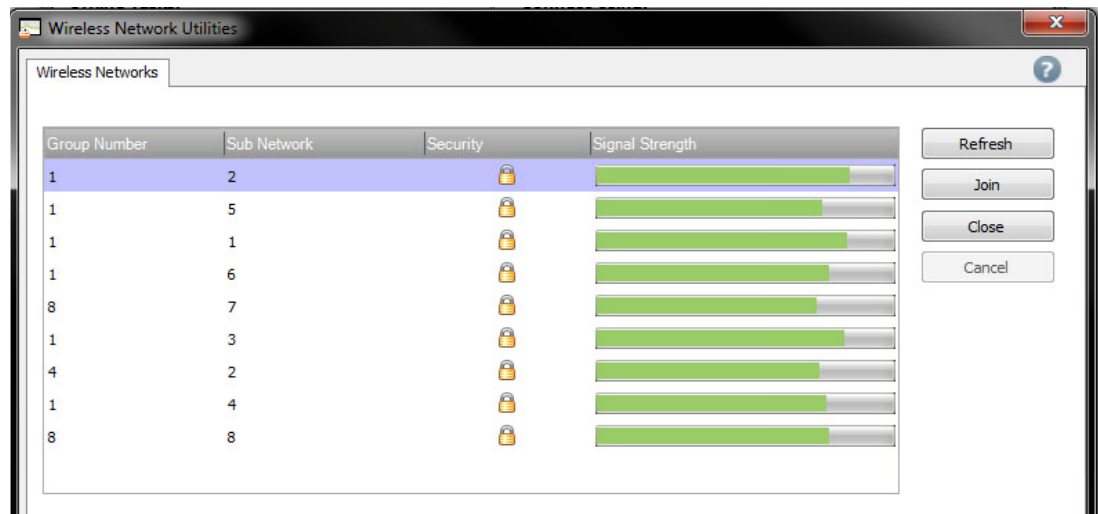 Wireless Network Utilities
Wireless Networks
Group Number Sub Network Security Signal Strength
1 2
1 5
1 1
1 6
8 7
1 3
4 2
1 4
8 8
Refresh
Join
Close
Cancel